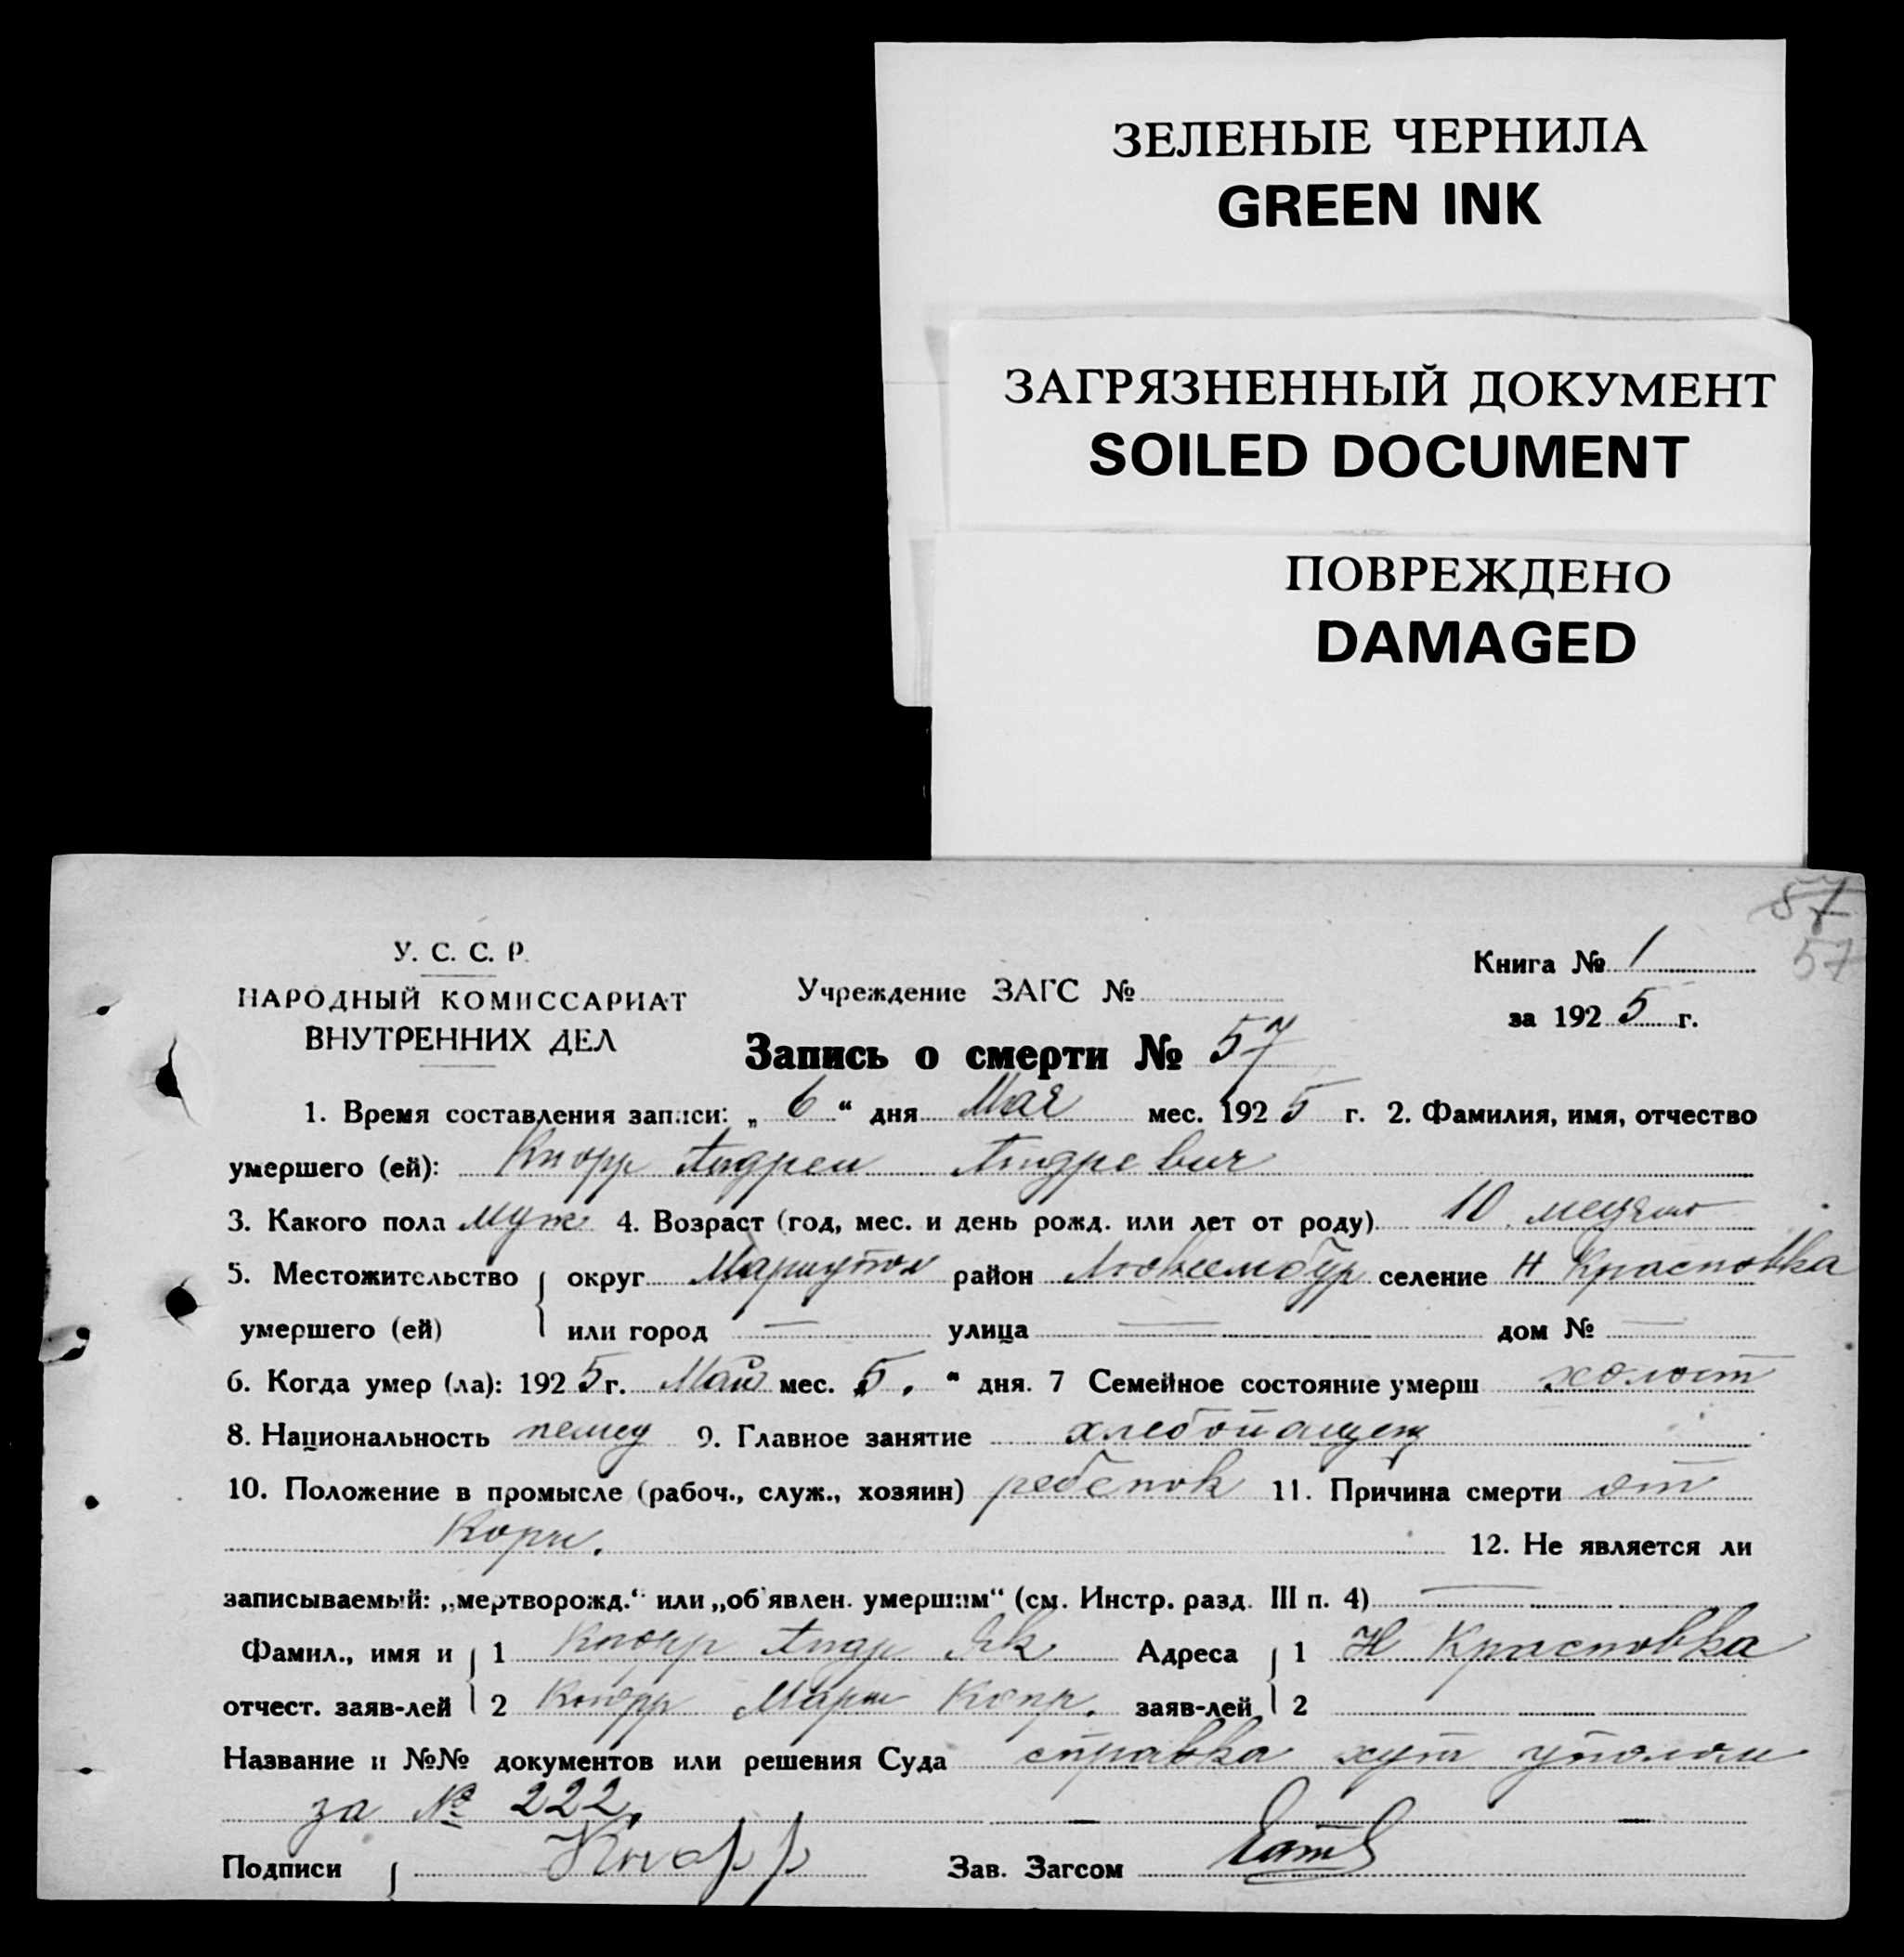 ЗЕЛЕНЫЕ ЧЕРНИЛА
GREEN INK
ЗАГРЯЗНЕННЫЙ ДОКУМЕНТ
SOILED DOCUMENT
ПОВРЕЖДЕНО
DAMAGED
57
57
У. С. С. Р.
НАРОДНЫЙ КОМИССАРИАТ
ВНУТРЕННИХ ДЕЛ
Учреждение ЗАГС №
Книга № 1
за 1925 г.
Запись о смерти № 57
1. Время составления записи: „ 6 “ дня Мая мес. 1925 г. 2. Фамилия, имя, отчество
умершего (ей): Кнорр Андреи Андревич
3. Какого пола муж 4. Возраст (год, мес. и день рожд. или лет от роду) 10
5. Местожительство округ район селение Н Красновка
умершего (ей) или город — улица — дом № —
6. Когда умер (ла): 1925 г. Май мес. 5. “ дня. 7 Семейное состояние умерш холост
8. Национальность немец 9. Главное занятие хлебопащец
10. Положение в промысле (рабоч., служ., хозяин) ребенок 11. Причина смерти от
Кори. 12. Не является ли
записываемый: „мертворожд.“ или „об'явлен. умершим“ (см. Инстр. разд. III п. 4) —
Фамил., имя и 1 Кнорр Андр Як Адреса 1 Н Красновка
отчест. заяв-лей 2 Кнорр Мари заяв-лей 2
Название и №№ документов или решения Суда справка
за № 222.
Подписи Кнорр Зав. Загсом